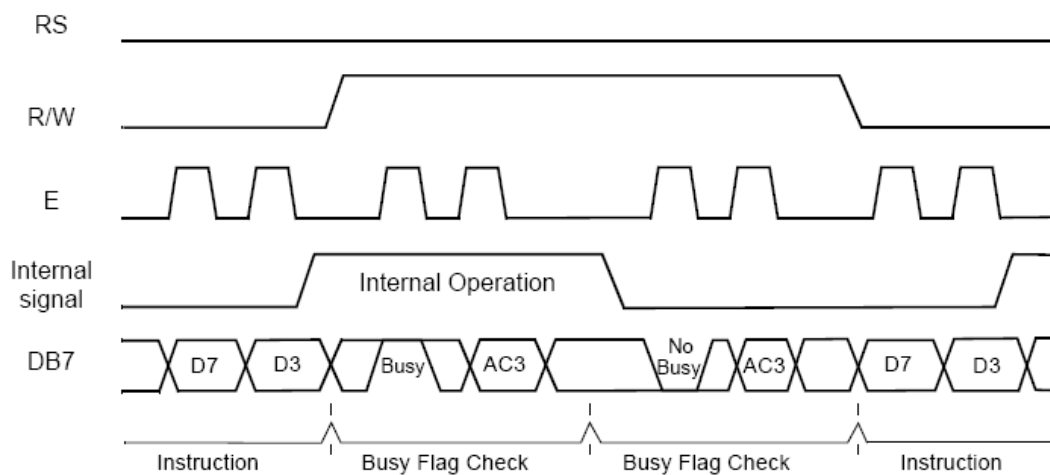 RS
R/W
E
Internal
signal
Internal Operation
DB7
D7
D3
Busy
AC3
No
Busy
AC3
D7
D3
Instruction
Busy Flag Check
Busy Flag Check
Instruction